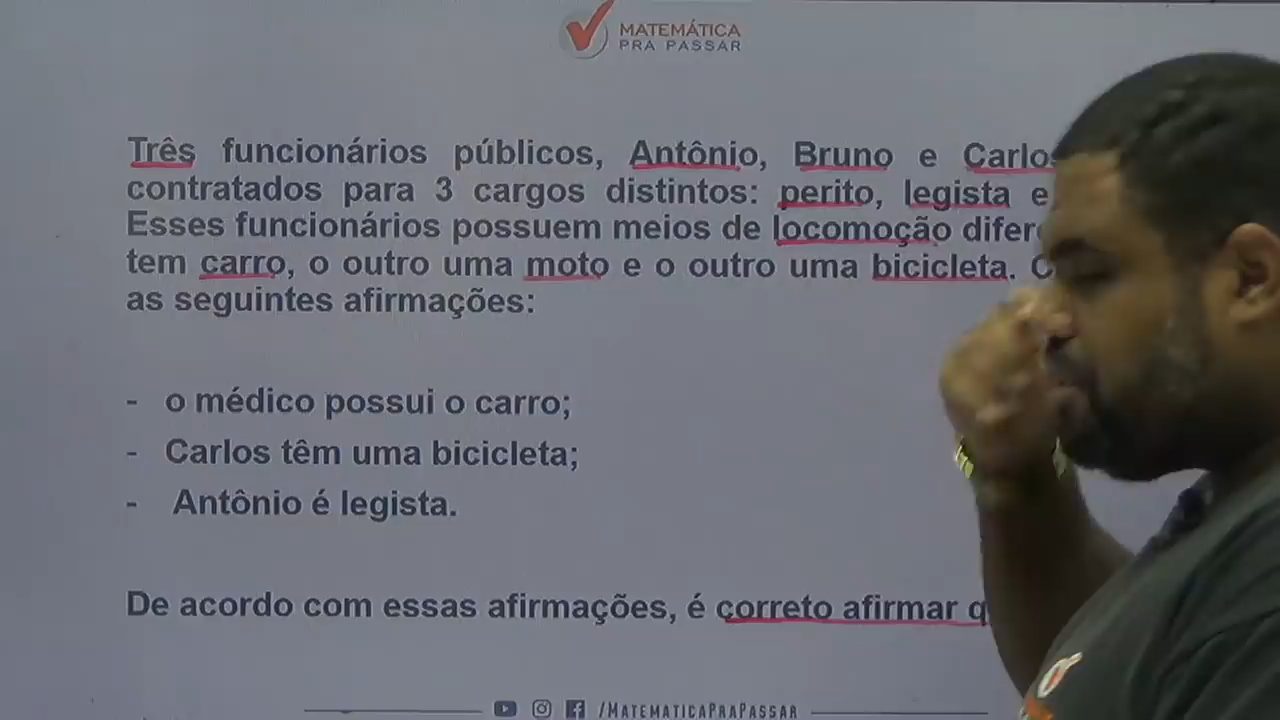 MATEMÁTICA
PRA PASSAR
Três funcionários públicos, Antônio, Bruno e
contratados para 3 cargos distintos: perito, legista e
Esses funcionários possuem meios de locomoção
tem carro, o outro uma moto e o outro uma bicicleta.
as seguintes afirmações:
- o médico possui o carro;
- Carlos têm uma bicicleta;
- Antônio é legista.
De acordo com essas afirmações, é correto afirmar
/MATEMATICAPRAPASSAR